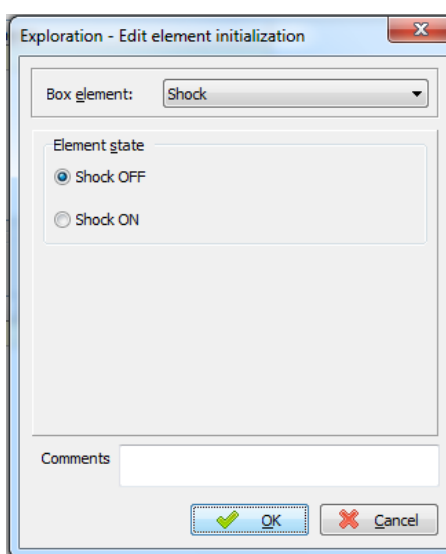 Exploration - Edit element initialization
Box element: Shock
Element state
Shock OFF
Shock ON
Comments
OK Cancel